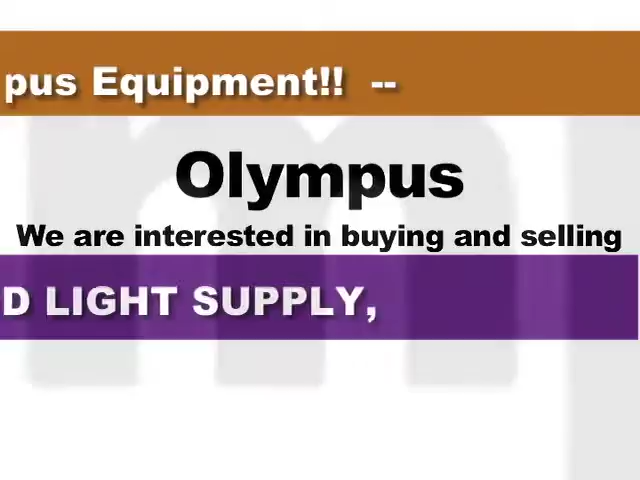 pus Equipment!! --
Olympus
We are interested in buying and selling
D LIGHT SUPPLY,